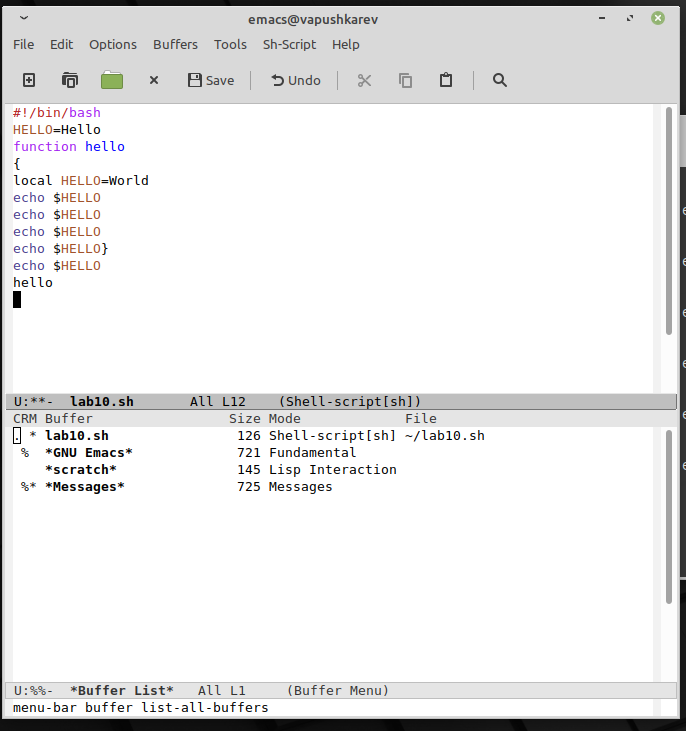 emacs@vapushkarev
File Edit Options Buffers Tools Sh-Script Help
Save Undo
#!/bin/bash
HELLO=Hello
function hello
{
local HELLO=World
echo $HELLO
echo $HELLO
echo $HELLO
echo $HELLO}
echo $HELLO
hello
U:**-  lab10.sh       All L12    (Shell-script[sh])
CRM Buffer                 Size Mode             File
. * lab10.sh                126 Shell-script[sh] ~/lab10.sh
 %  *GNU Emacs*             721 Fundamental
    *scratch*               145 Lisp Interaction
 %* *Messages*              725 Messages
U:%%-  *Buffer List*   All L1     (Buffer Menu)
menu-bar buffer list-all-buffers